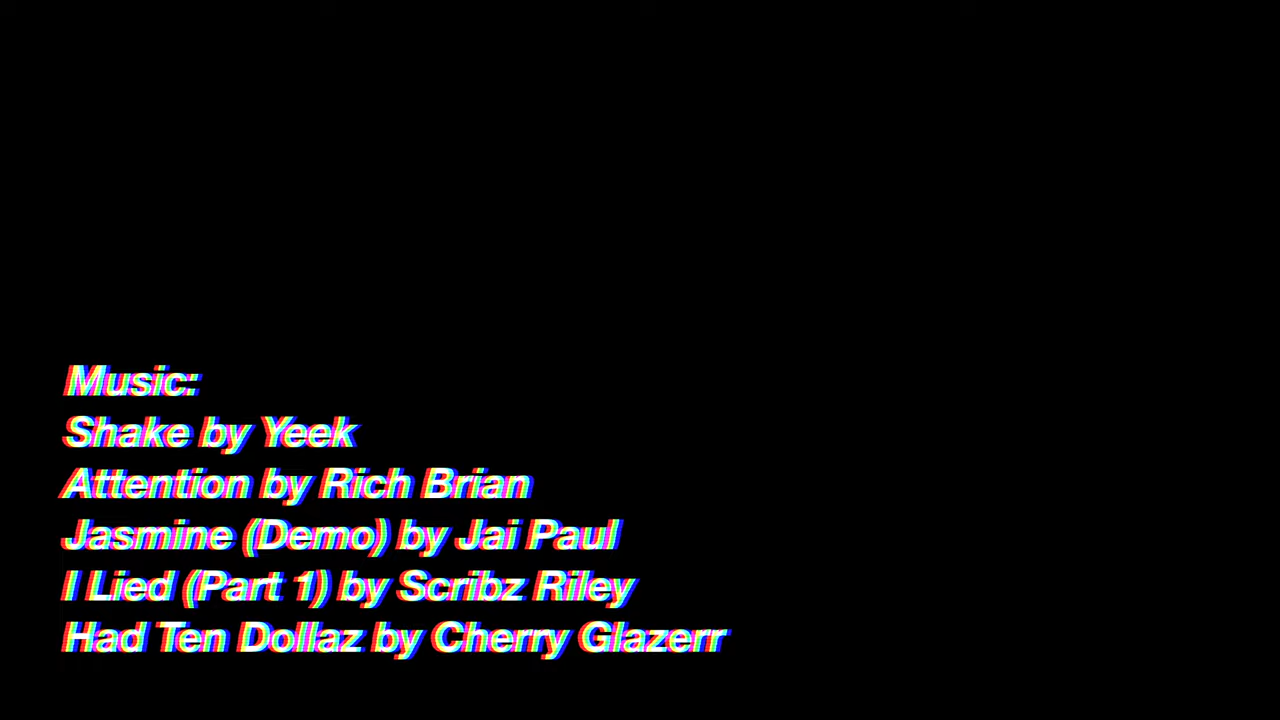 Music:
Shake by Yeek
Attention by Rich Brian
Jasmine (Demo) by Jai Paul
I Lied (Part 1) by Scribz Riley
Had Ten Dollaz by Cherry Glazerr